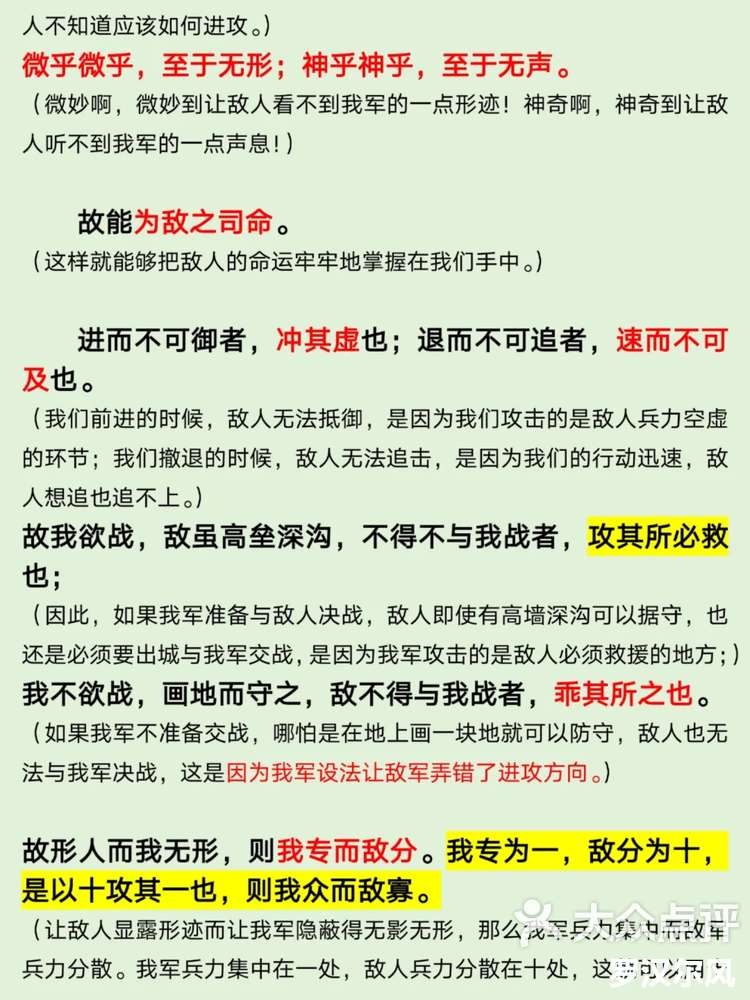 人不知道应该如何进攻。）
微乎微乎，至于无形；神乎神乎，至于无声。
（微妙啊，微妙到让敌人看不到我军的一点形迹！神奇啊，神奇到让敌
人听不到我军的一点声息！）
故能为敌之司命。
（这样就能够把敌人的命运牢牢地掌握在我们手中。）
进而不可御者，冲其虚也；退而不可追者，速而不可
及也。
（我们前进的时候，敌人无法抵御，是因为我们攻击的是敌人兵力空虚
的环节；我们撤退的时候，敌人无法追击，是因为我们的行动迅速，敌
人想追也追不上。）
故我欲战，敌虽高垒深沟，不得不与我战者，攻其所必救
也；
（因此，如果我军准备与敌人决战，敌人即使有高墙深沟可以据守，也
还是必须要出城与我军交战，是因为我军攻击的是敌人必须救援的地方；）
我不欲战，画地而守之，敌不得与我战者，乖其所之也。
（如果我军不准备交战，哪怕是在地上画一块地就可以防守，敌人也无
法与我军决战，这是因为我军设法让敌军弄错了进攻方向。）
故形人而我无形，则我专而敌分。我专为一，敌分为十，
是以十攻其一也，则我众而敌寡。
（让敌人显露形迹而让我军隐蔽得无影无形，那么我军兵力集中而敌军
兵力分散。我军兵力集中在一处，敌人兵力分散在十处，这
大众点评
罗汉东风